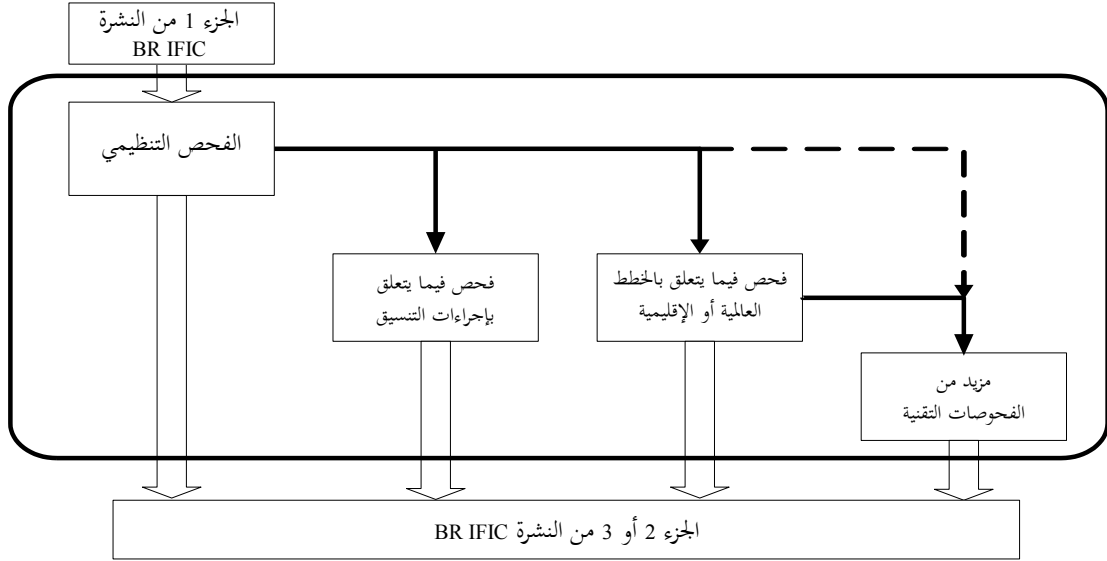 الجزء 1 من النشرة
BR IFIC
الفحص التنظيمي
فحص فيما يتعلق
بإجراءات التنسيق
فحص فيما يتعلق بالخطط
العالمية أو الإقليمية
مزيد من
الفحوصات التقنية
الجزء 2 أو 3 من النشرة BR IFIC